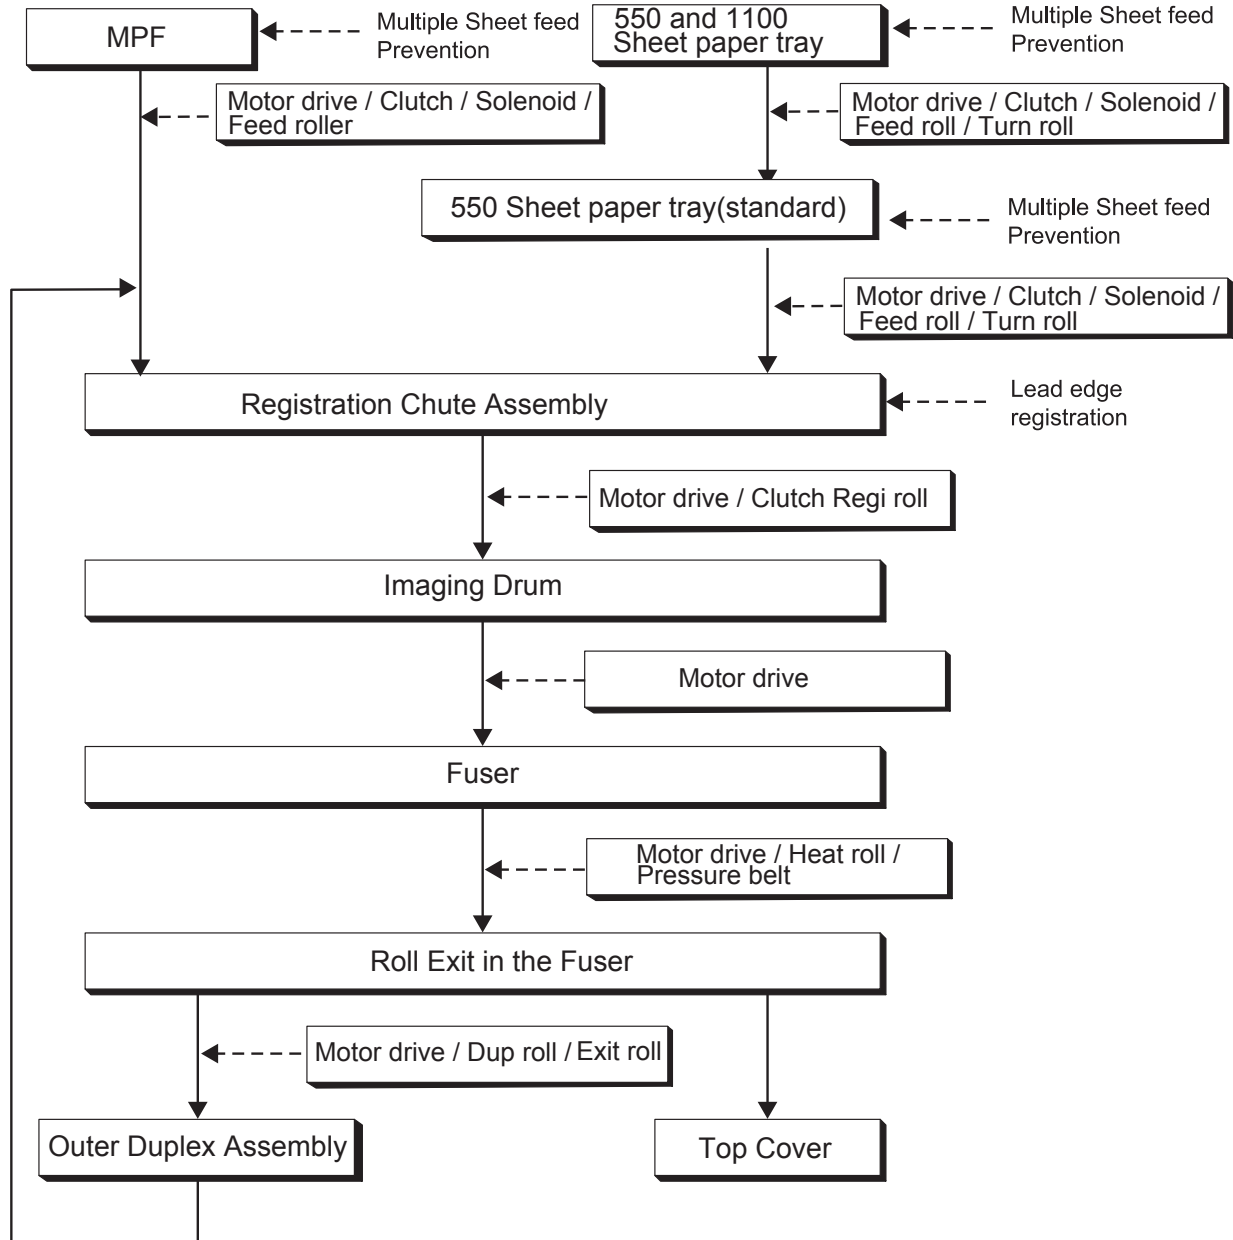 MPF
Multiple Sheet feed
Prevention
550 and 1100
Sheet paper tray
Multiple Sheet feed
Prevention
Motor drive / Clutch / Solenoid /
Feed roller
Motor drive / Clutch / Solenoid /
Feed roll / Turn roll
550 Sheet paper tray(standard)
Multiple Sheet feed
Prevention
Motor drive / Clutch / Solenoid /
Feed roll / Turn roll
Registration Chute Assembly
Lead edge
registration
Motor drive / Clutch Regi roll
Imaging Drum
Motor drive
Fuser
Motor drive / Heat roll /
Pressure belt
Roll Exit in the Fuser
Motor drive / Dup roll / Exit roll
Outer Duplex Assembly
Top Cover